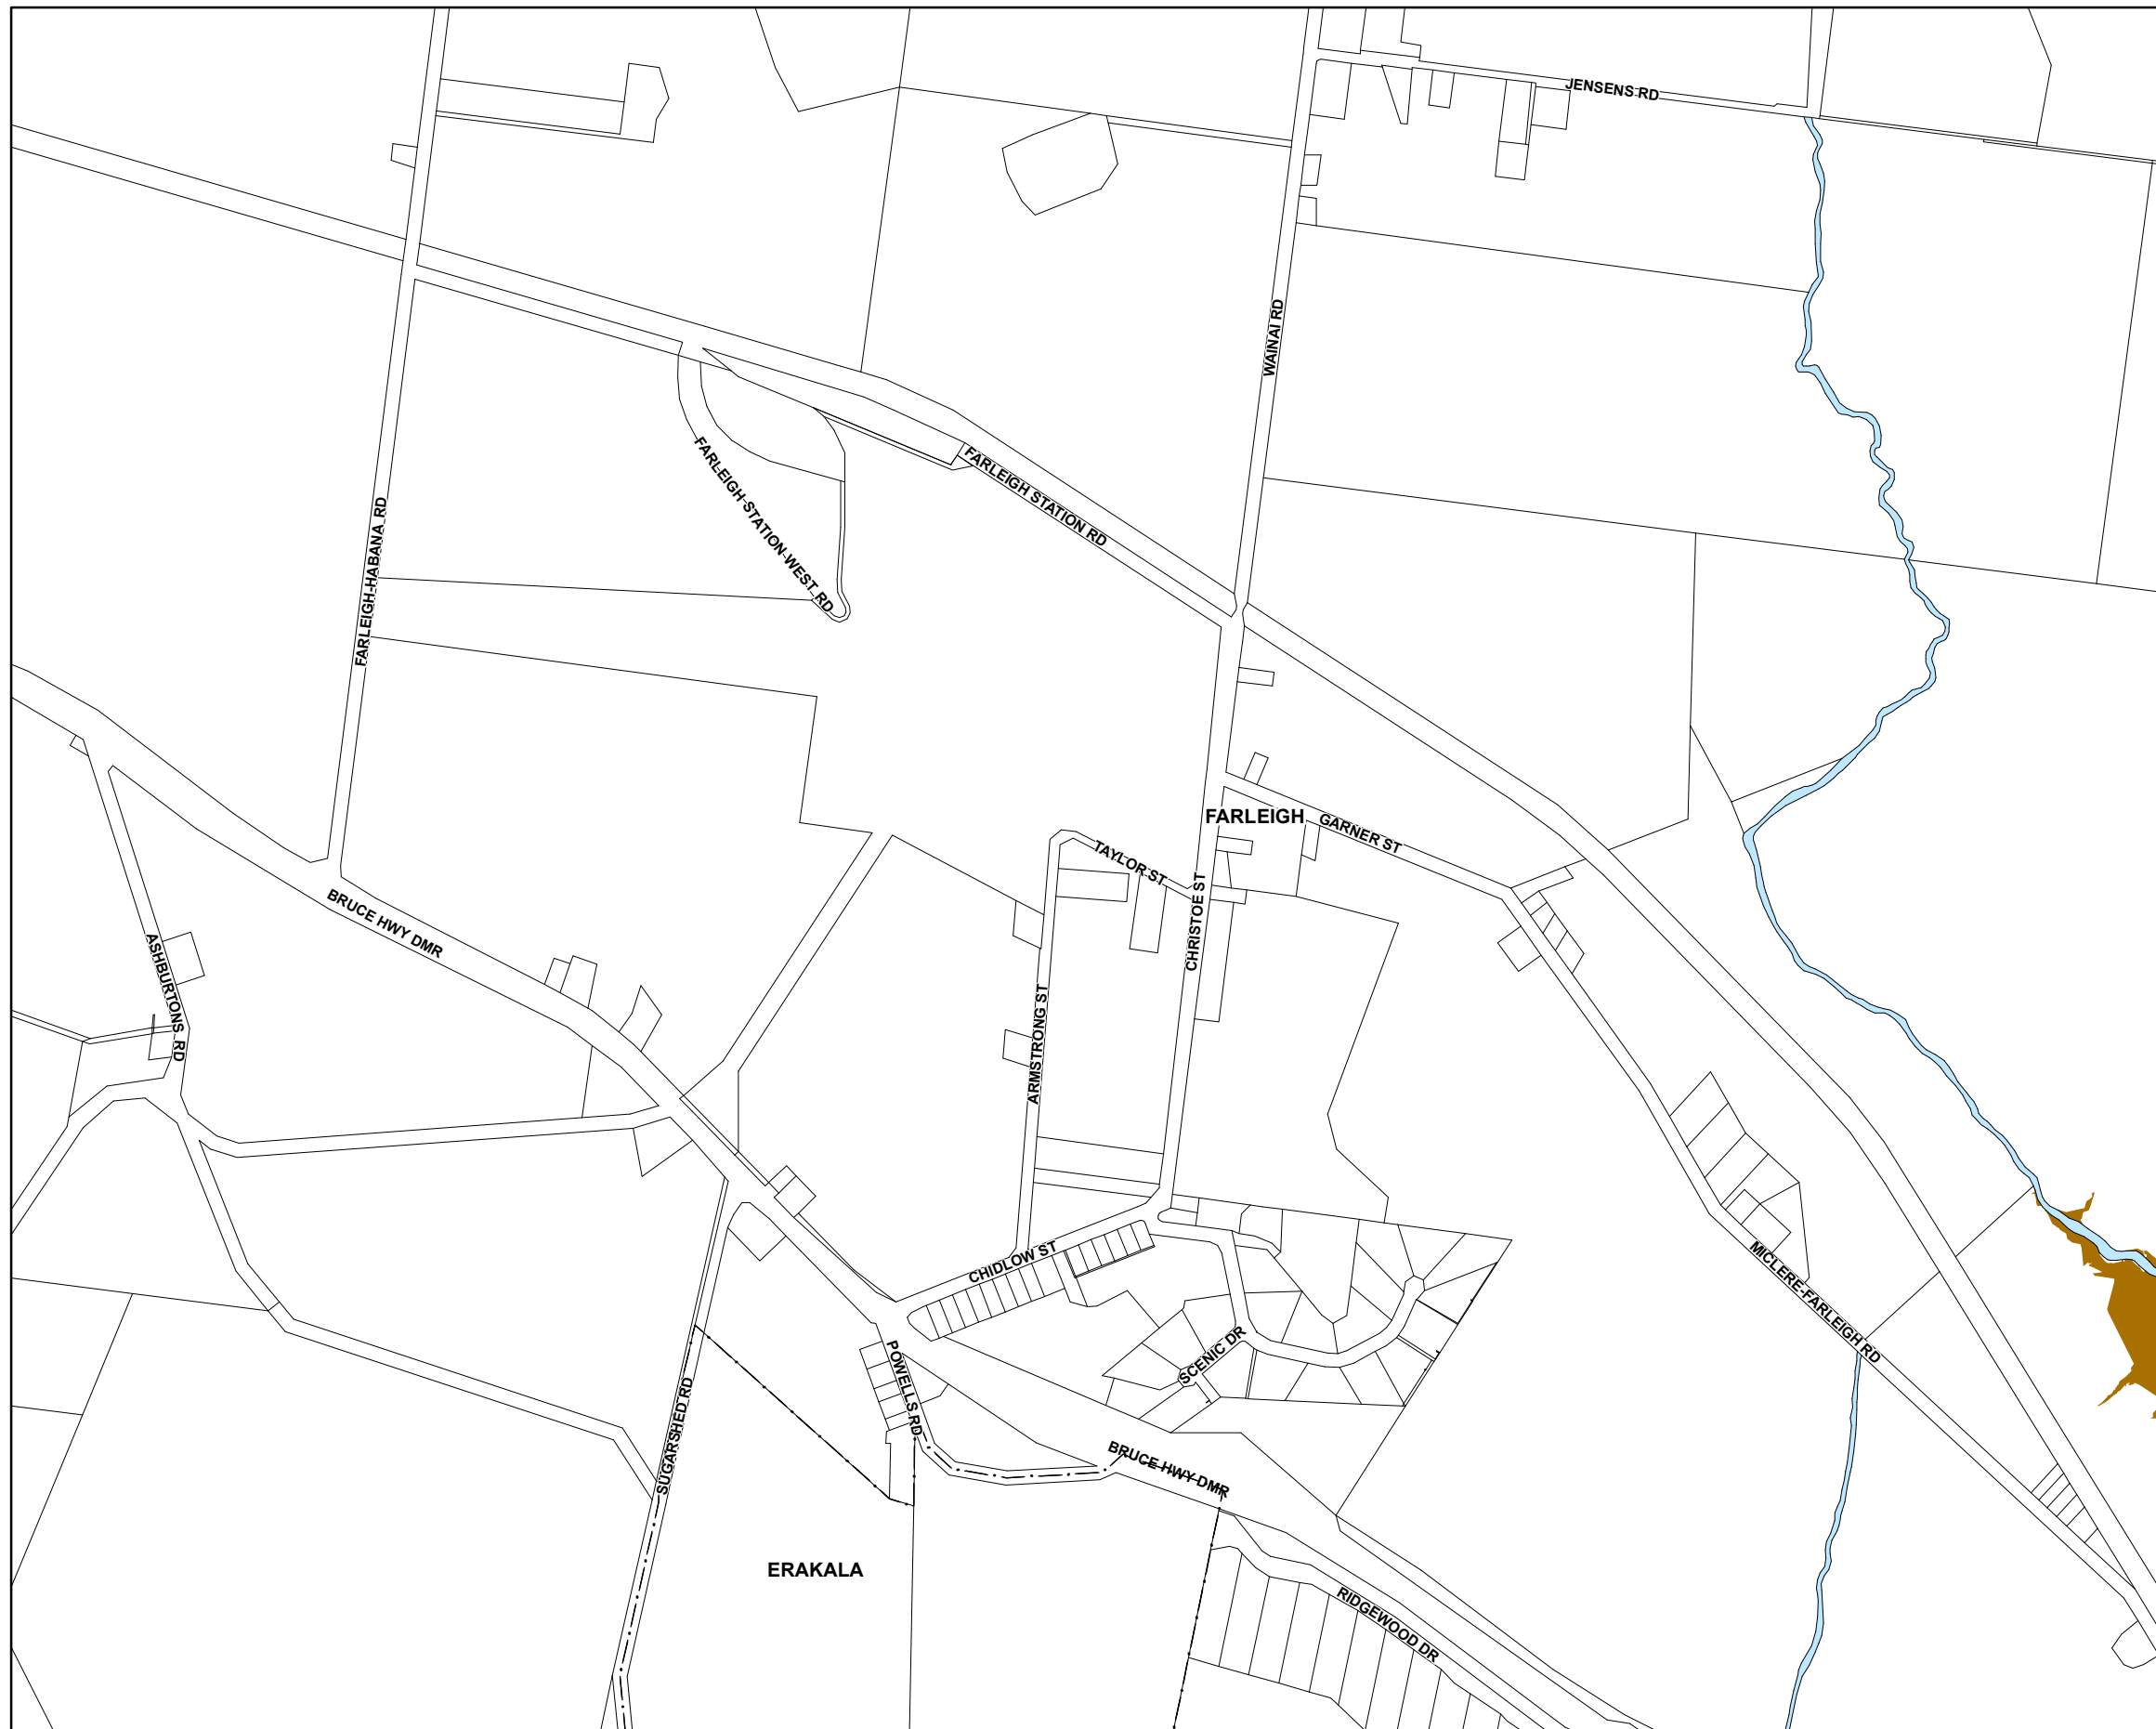 JENSENS RD
WAINAI RD
FARLEIGH STATION RD
FARLEIGH-STATION-WEST RD
FARLEIGH-HABANA RD
FARLEIGH
GARNER ST
TAYLOR ST
CHRISTOE ST
BRUCE HWY DMR
ASHBURTONS RD
ARMSTRONG ST
CHIDLOW ST
MICLERE-FARLEIGH RD
SCENIC DR
POWELLS RD
SUGARSHED RD
BRUCE HWY DMR
ERAKALA
RIDGEWOOD DR